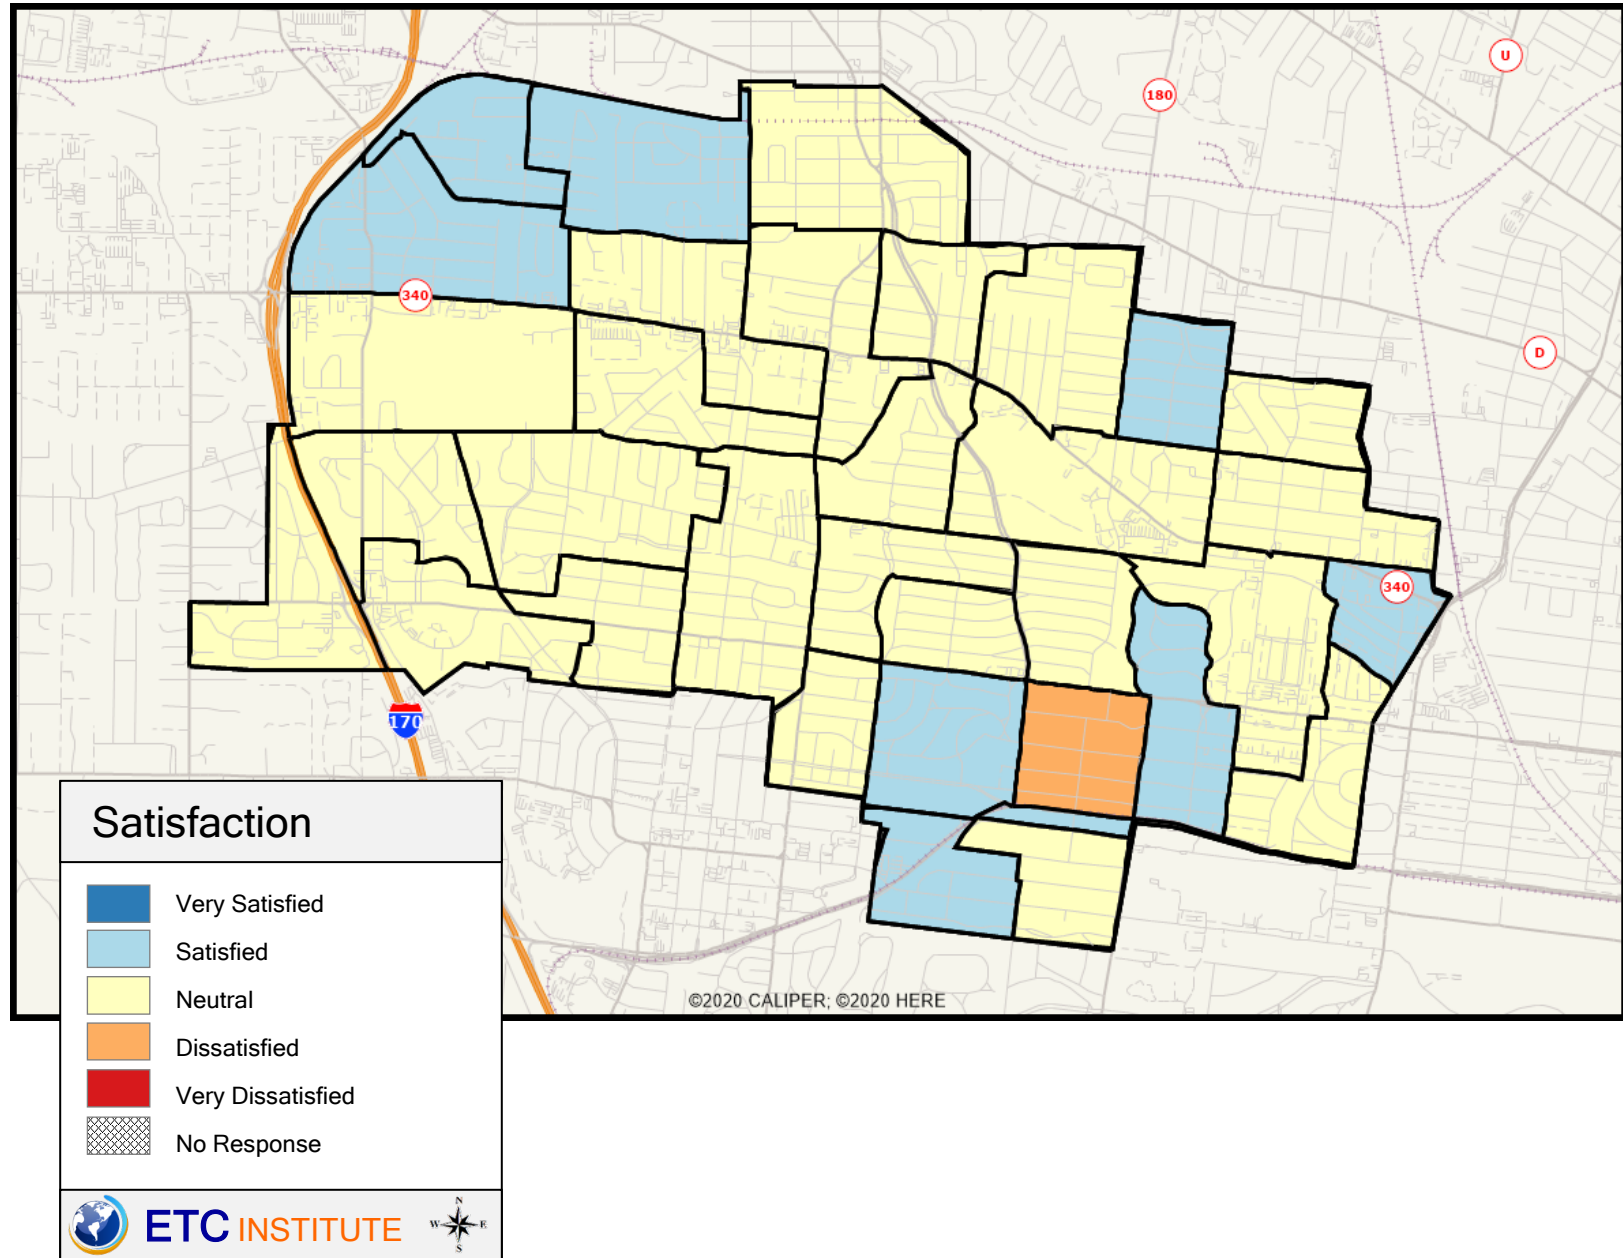 U
180
340
D
340
170
©2020 CALIPER; ©2020 HERE
Satisfaction
Very Satisfied
Satisfied
Neutral
Dissatisfied
Very Dissatisfied
No Response
ETC INSTITUTE
N
W E
S